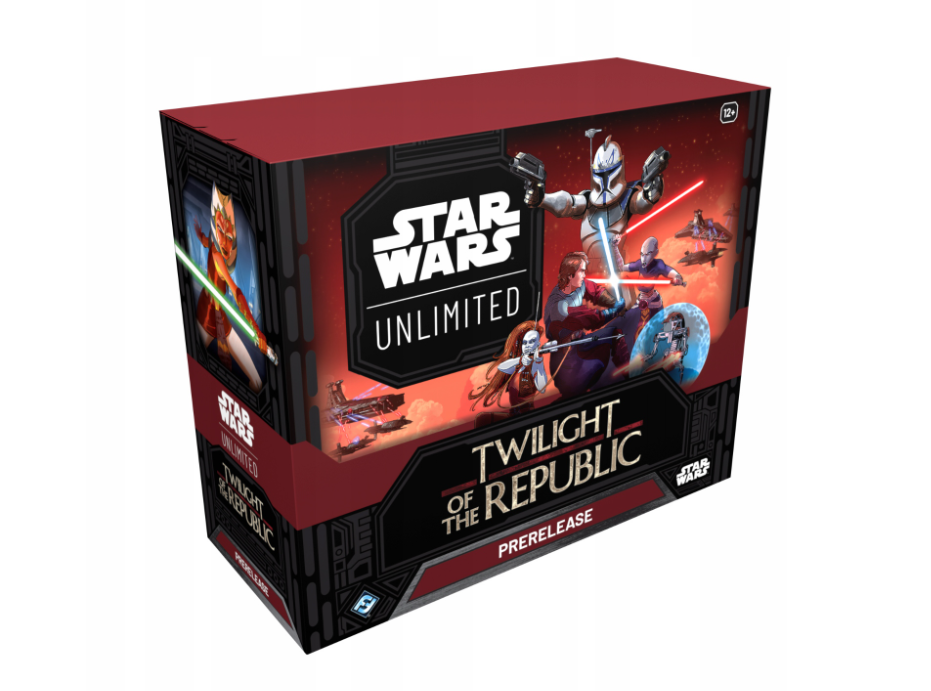 12+
STAR
WARS
UNLIMITED
TWILIGHT
OF
THE REPUBLIC
STAR
WARS
PRERELEASE
STAR
WARS
UNLIMITED
TWILIGHT
OF
THE REPUBLIC
PRERELEASE